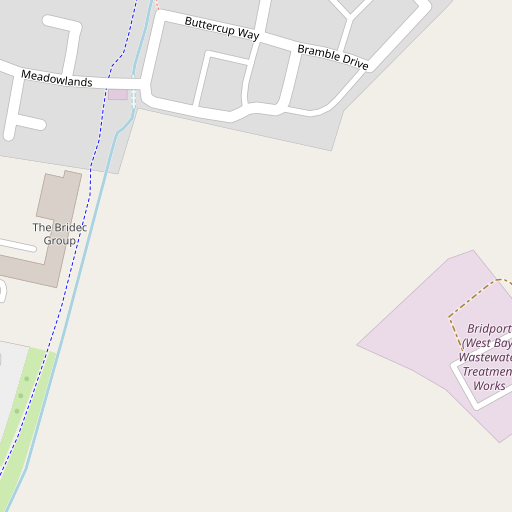 Buttercup Way
Bramble Drive
Meadowlands
The Bridec
Group
Bridport
(West Bay
Wastewate
Treatmen
Works